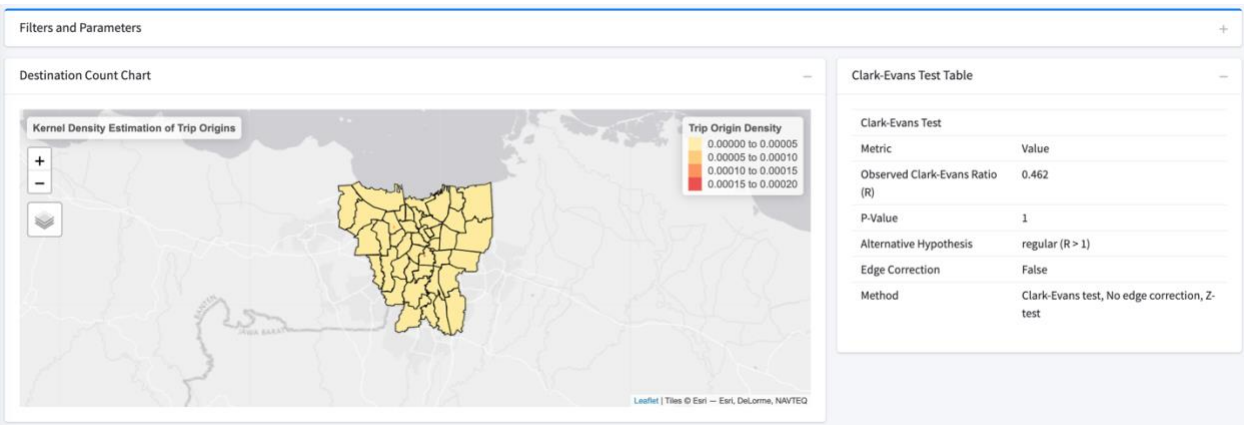 Filters and Parameters
+
Destination Count Chart
−
Kernel Density Estimation of Trip Origins
+
−
Trip Origin Density
0.00000 to 0.00005
0.00005 to 0.00010
0.00010 to 0.00015
0.00015 to 0.00020
BANTEN
JAWA BARAT
Leaflet | Tiles © Esri — Esri, DeLorme, NAVTEQ
Clark-Evans Test Table
−
Clark-Evans Test
Metric Value
Observed Clark-Evans Ratio 0.462
(R)
P-Value 1
Alternative Hypothesis regular (R > 1)
Edge Correction False
Method Clark-Evans test, No edge correction, Z-
test